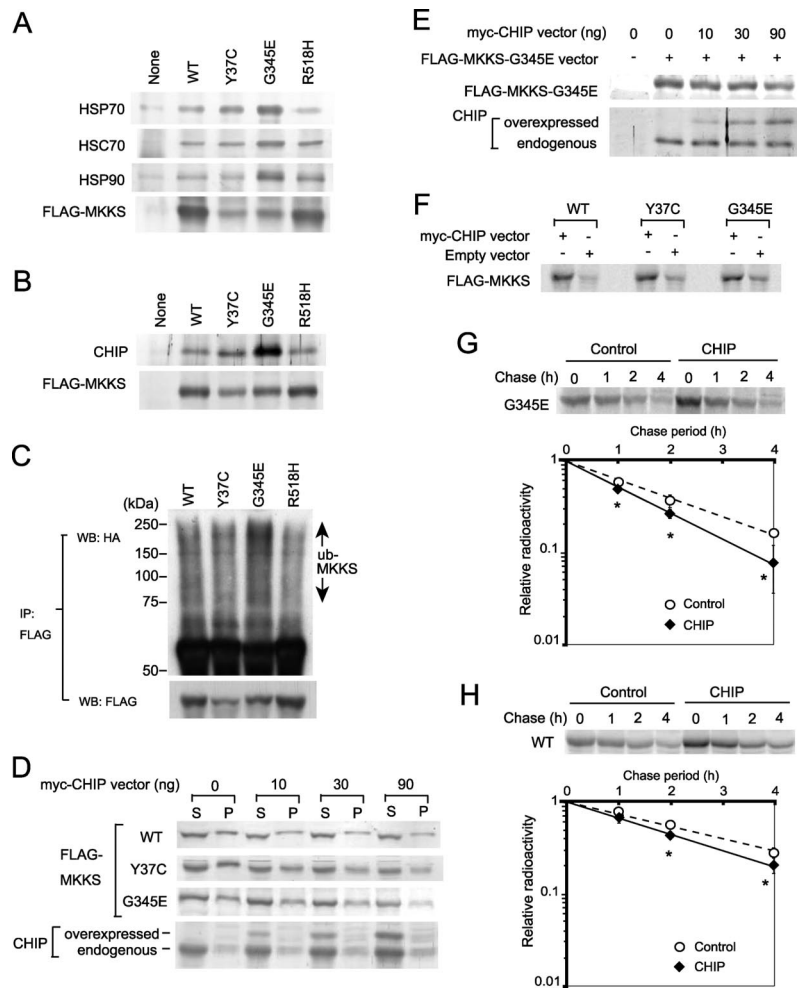 A
None
WT
Y37C
G345E
R518H
HSP70
HSC70
HSP90
FLAG-MKKS
B
None
WT
Y37C
G345E
R518H
CHIP
FLAG-MKKS
C
(kDa)
WT
Y37C
G345E
R518H
250
150
100
75
50
WB: HA
IP:
FLAG
WB: FLAG
ub-
MKKS
D
myc-CHIP vector (ng) 0 10 30 90
S P S P S P S P
FLAG-
MKKS
WT
Y37C
G345E
CHIP
overexpressed
endogenous
E
myc-CHIP vector (ng) 0 0 10 30 90
FLAG-MKKS-G345E vector - + + + +
FLAG-MKKS-G345E
CHIP
overexpressed
endogenous
F
WT Y37C G345E
myc-CHIP vector + - + - + -
Empty vector - + - + - +
FLAG-MKKS
G
Control CHIP
Chase (h) 0 1 2 4 0 1 2 4
G345E
Chase period (h)
0 1 2 4
1
0.1
0.01
Relative radioactivity
* * *
Control
CHIP
H
Control CHIP
Chase (h) 0 1 2 4 0 1 2 4
WT
Chase period (h)
0 1 2 4
1
0.1
0.01
Relative radioactivity
* *
Control
CHIP